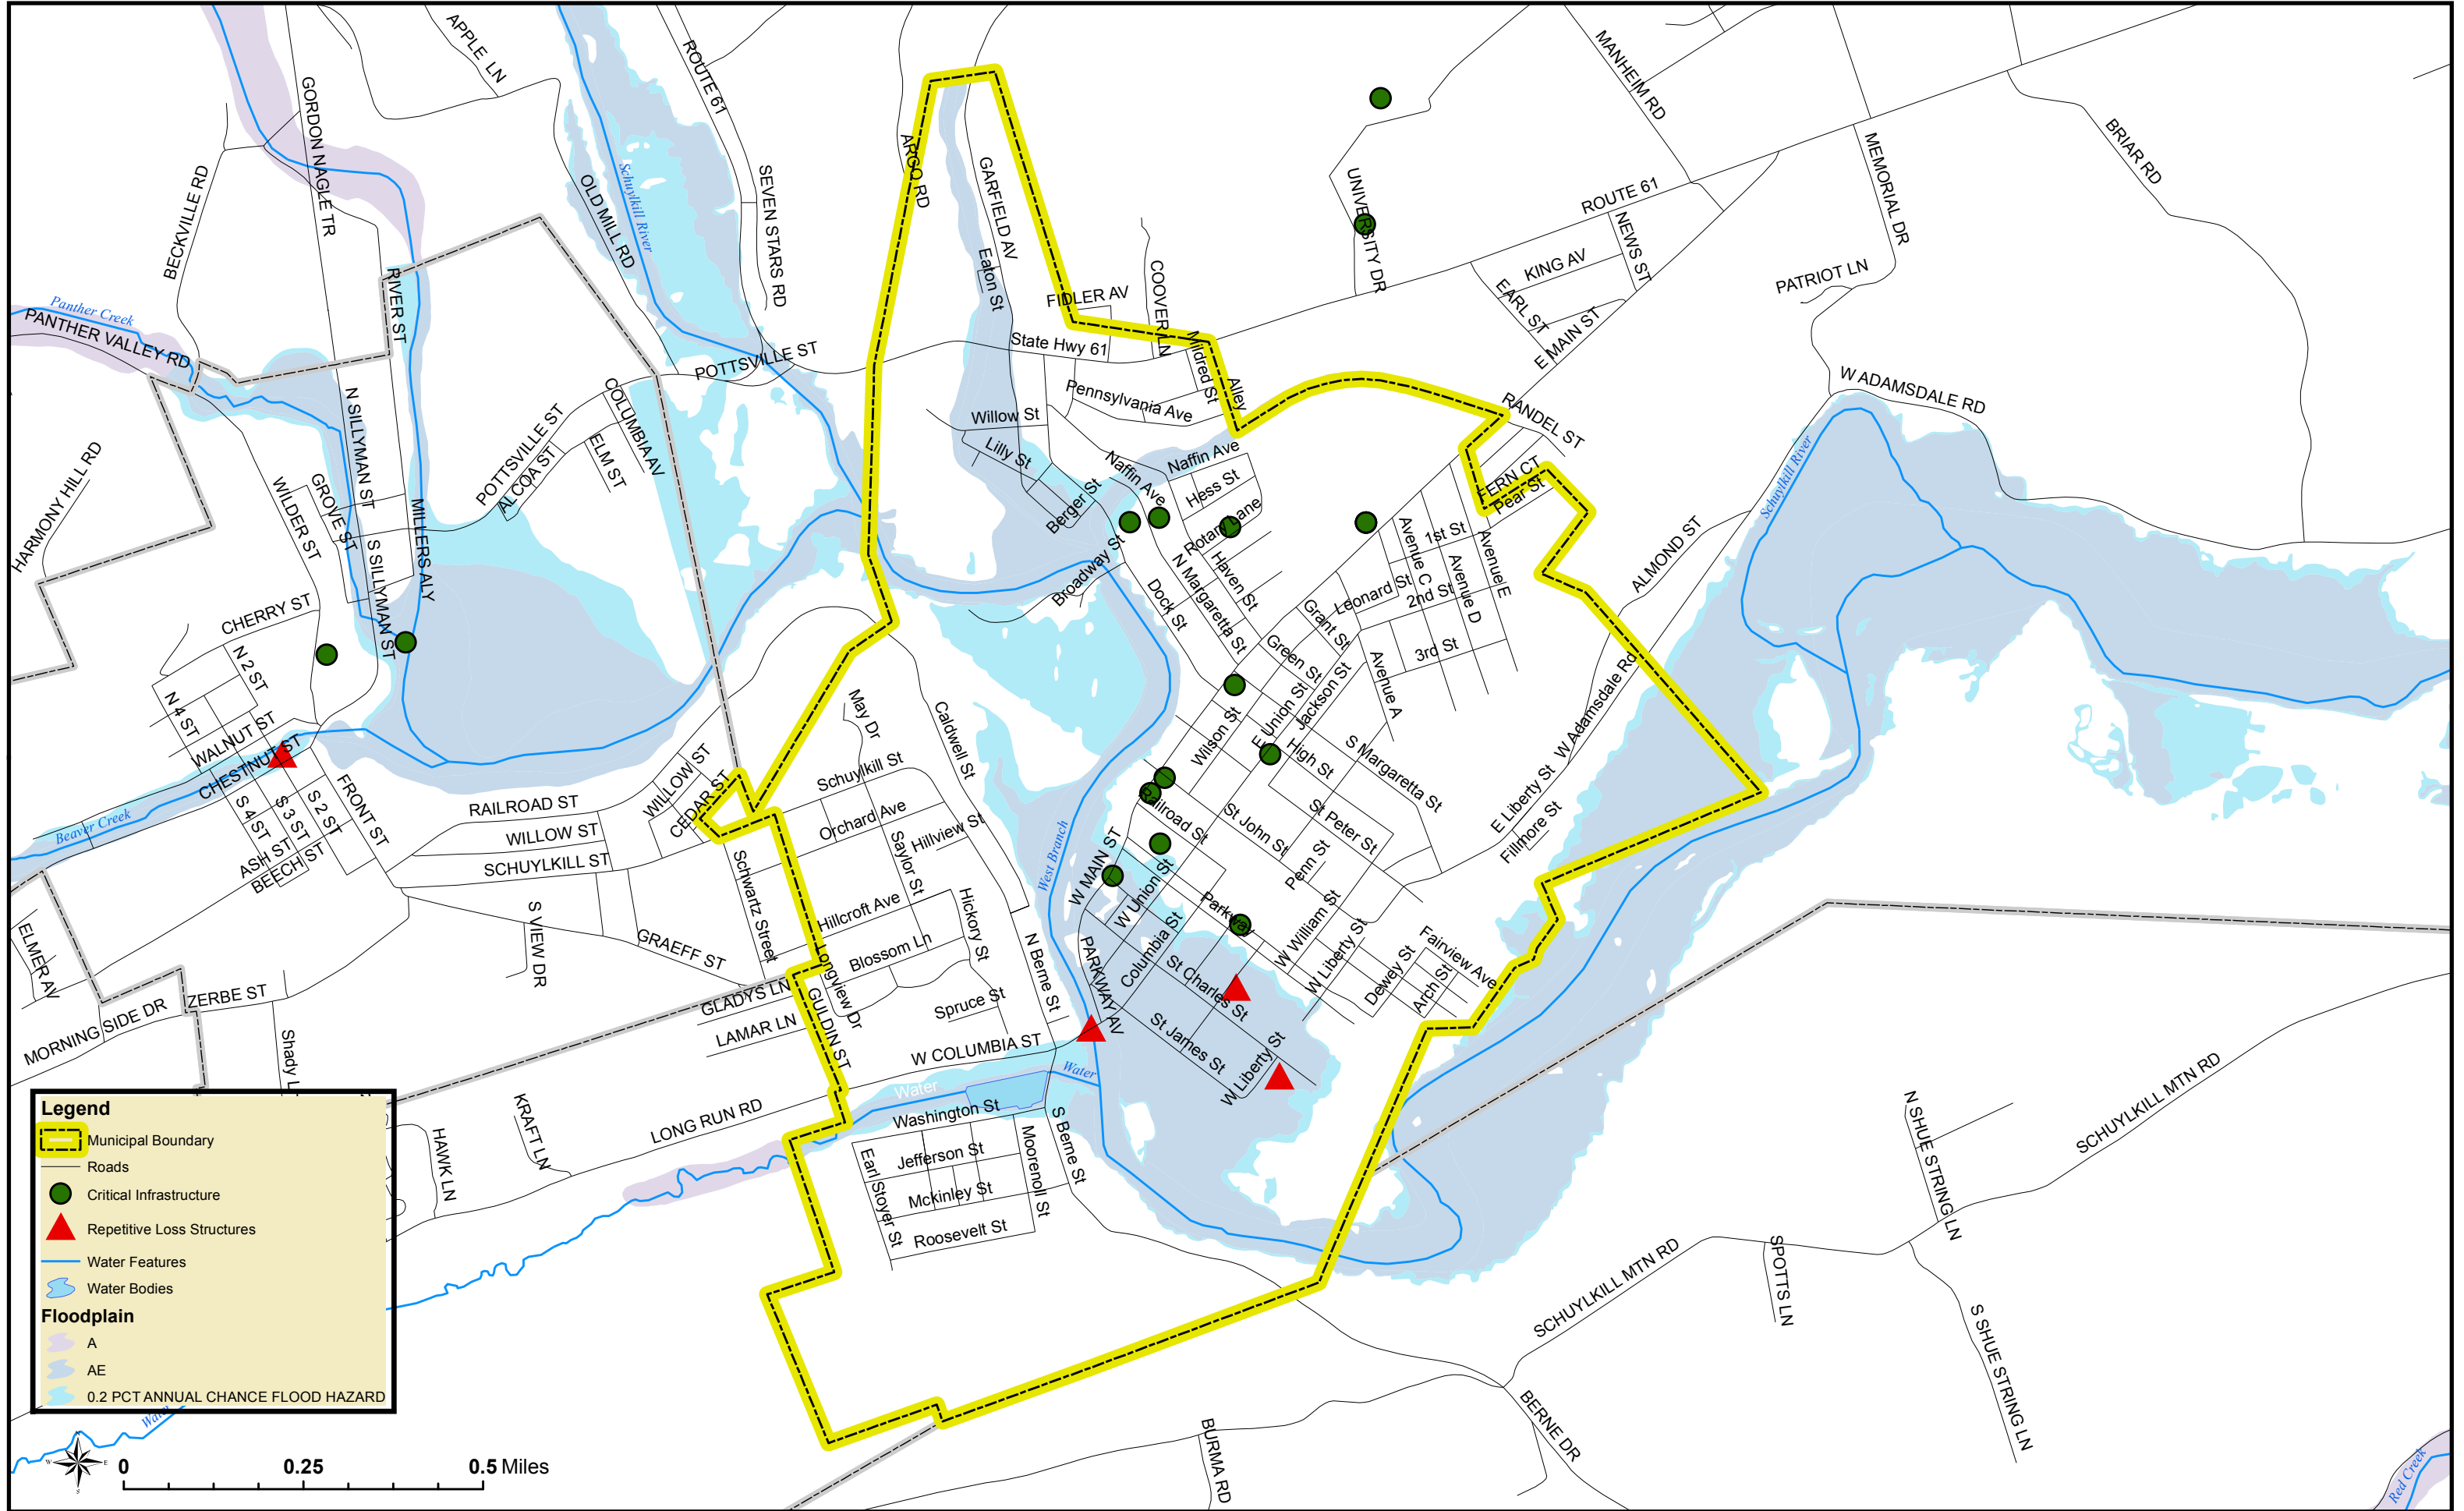 APPLE LN
ROUTE 61
MANHEIM RD
GORDON NAGLE TR
BRIAR RD
ARGO RD
MEMORIAL DR
BECKVILLE RD
OLD MILL RD
Schuylkill River
SEVEN STARS RD
GARFIELD AV
UNIVERSITY DR
ROUTE 61
NEWS ST
KING AV
Eaton St
COOVER LN
PATRIOT LN
RIVER ST
FIDLER AV
EARL ST
E MAIN ST
Panther Creek
PANTHER VALLEY RD
State Hwy 61
Mildred St
POTTSVILLE ST
Alley
W ADAMSDALE RD
Pennsylvania Ave
COLUMBIA AV
N SILLYMAN ST
Willow St
RANDEL ST
POTTSVILLE ST
ELM ST
ALCOA ST
Lilly St
Naffin Ave
Naffin Ave
Hess St
FERN CT
Pear St
HARMONY HILL RD
WILDER ST
GROVE ST
MILLERS ALY
Berger St
Rotary Lane
Schuylkill River
1st St
Avenue C
Avenue D
Avenue E
S SILLYMAN ST
Broadway St
Dock St
N Margaretta St
Haven St
Leonard St
2nd St
ALMOND ST
CHERRY ST
Grant St
Green St
3rd St
Avenue A
N 2 ST
N 4 ST
WALNUT ST
CHESTNUT ST
May Dr
Caldwell St
Wilson St
E Union St
Jackson St
High St
S Margaretta St
W Adamsdale Rd
Schuylkill St
WILLOW ST
CEDAR ST
RAILROAD ST
WILLOW ST
SCHUYLKILL ST
Orchard Ave
Hillview St
Saylor St
Railroad St
St John St
St Peter St
Penn St
E Liberty St
Fillmore St
Beaver Creek
S 4 ST
S 3 ST
S 2 ST
FRONT ST
ASH ST
BEECH ST
Schwartz Street
West Branch
W MAIN ST
W Union St
Parkway
Hillcroft Ave
Hickory St
Columbia St
W William St
W Liberty St
Fairview Ave
Dewey St
Arch St
ELMER AV
S VIEW DR
GRAEFF ST
Longview Dr
Blossom Ln
N Berne St
PARKWAY AV
St Charles St
MORNING SIDE DR
ZERBE ST
GLADYS LN
LAMAR LN
GULDIN ST
Spruce St
St James St
W Liberty St
Shady L
W COLUMBIA ST
Water
Water
LONG RUN RD
Washington St
Jefferson St
Mckinley St
Roosevelt St
Earl Stoyer St
Moorenoll St
S Berne St
HAWK LN
KRAFT LN
N SHUE STRING LN
SCHUYLKILL MTN RD
SCHUYLKILL MTN RD
SPOTTS LN
S SHUE STRING LN
BERNE DR
BURMA RD
Red Creek
Legend
Municipal Boundary
Roads
Critical Infrastructure
Repetitive Loss Structures
Water Features
Water Bodies
Floodplain
A
AE
0.2 PCT ANNUAL CHANCE FLOOD HAZARD
Water
N
W
E
S
0
0.25
0.5 Miles